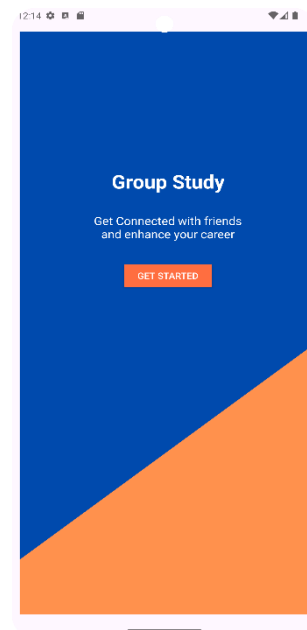 12:14
Group Study
Get Connected with friends
and enhance your career
GET STARTED